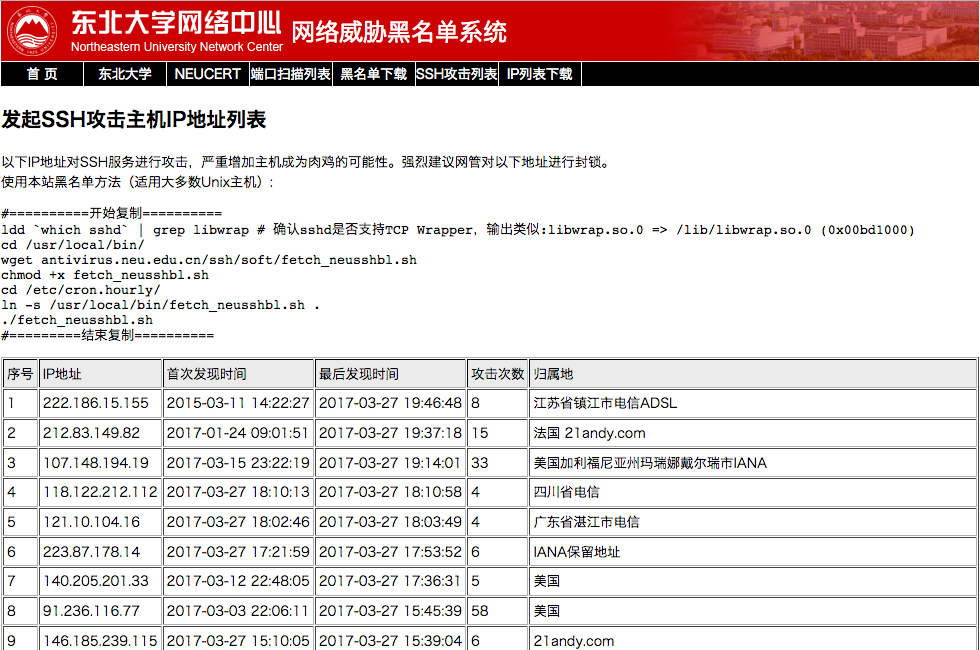 东北大学网络中心
Northeastern University Network Center
网络威胁黑名单系统
首 页 东北大学 NEUCERT 端口扫描列表 黑名单下载 SSH攻击列表 IP列表下载
发起SSH攻击主机IP地址列表
以下IP地址对SSH服务进行攻击，严重增加主机成为肉鸡的可能性。强烈建议网管对以下地址进行封锁。
使用本站黑名单方法（适用大多数Unix主机）：
#==========开始复制==========
ldd `which sshd` | grep libwrap # 确认sshd是否支持TCP Wrapper, 输出类似:libwrap.so.0 => /lib/libwrap.so.0 (0x00bd1000)
cd /usr/local/bin/
wget antivirus.neu.edu.cn/ssh/soft/fetch_neusshbl.sh
chmod +x fetch_neusshbl.sh
cd /etc/cron.hourly/
ln -s /usr/local/bin/fetch_neusshbl.sh .
./fetch_neusshbl.sh
#=========结束复制==========
序号 IP地址 首次发现时间 最后发现时间 攻击次数 归属地
1 222.186.15.155 2015-03-11 14:22:27 2017-03-27 19:46:48 8 江苏省镇江市电信ADSL
2 212.83.149.82 2017-01-24 09:01:51 2017-03-27 19:37:18 15 法国 21andy.com
3 107.148.194.19 2017-03-15 23:22:19 2017-03-27 19:14:01 33 美国加利福尼亚州玛瑞娜戴尔瑞市IANA
4 118.122.212.112 2017-03-27 18:10:13 2017-03-27 18:10:58 4 四川省电信
5 121.10.104.16 2017-03-27 18:02:46 2017-03-27 18:03:49 4 广东省湛江市电信
6 223.87.178.14 2017-03-27 17:21:59 2017-03-27 17:53:52 6 IANA保留地址
7 140.205.201.33 2017-03-12 22:48:05 2017-03-27 17:36:31 5 美国
8 91.236.116.77 2017-03-03 22:06:11 2017-03-27 15:45:39 58 美国
9 146.185.239.115 2017-03-27 15:10:05 2017-03-27 15:39:04 6 21andy.com